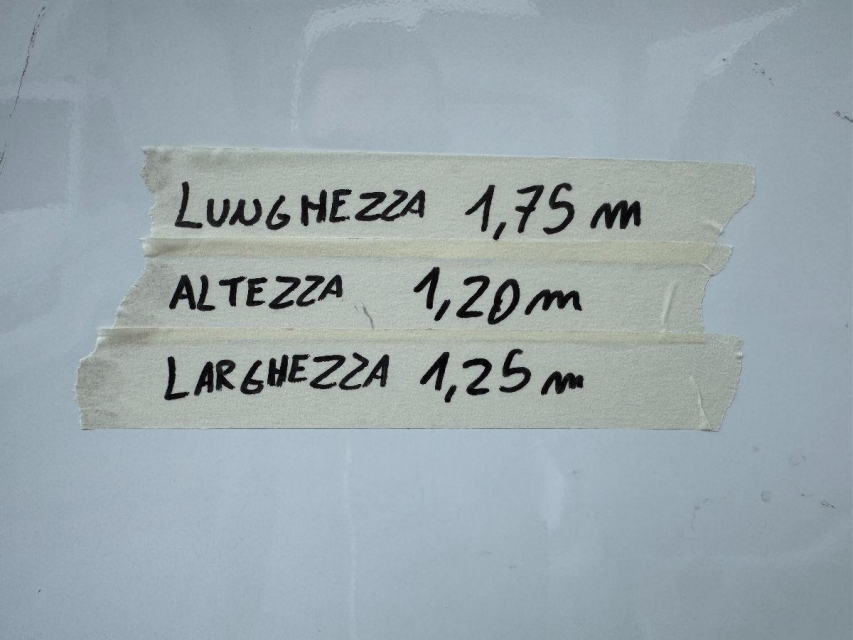 LUNGHEZZA 1,75 m
ALTEZZA 1,20 m
LARGHEZZA 1,25 m